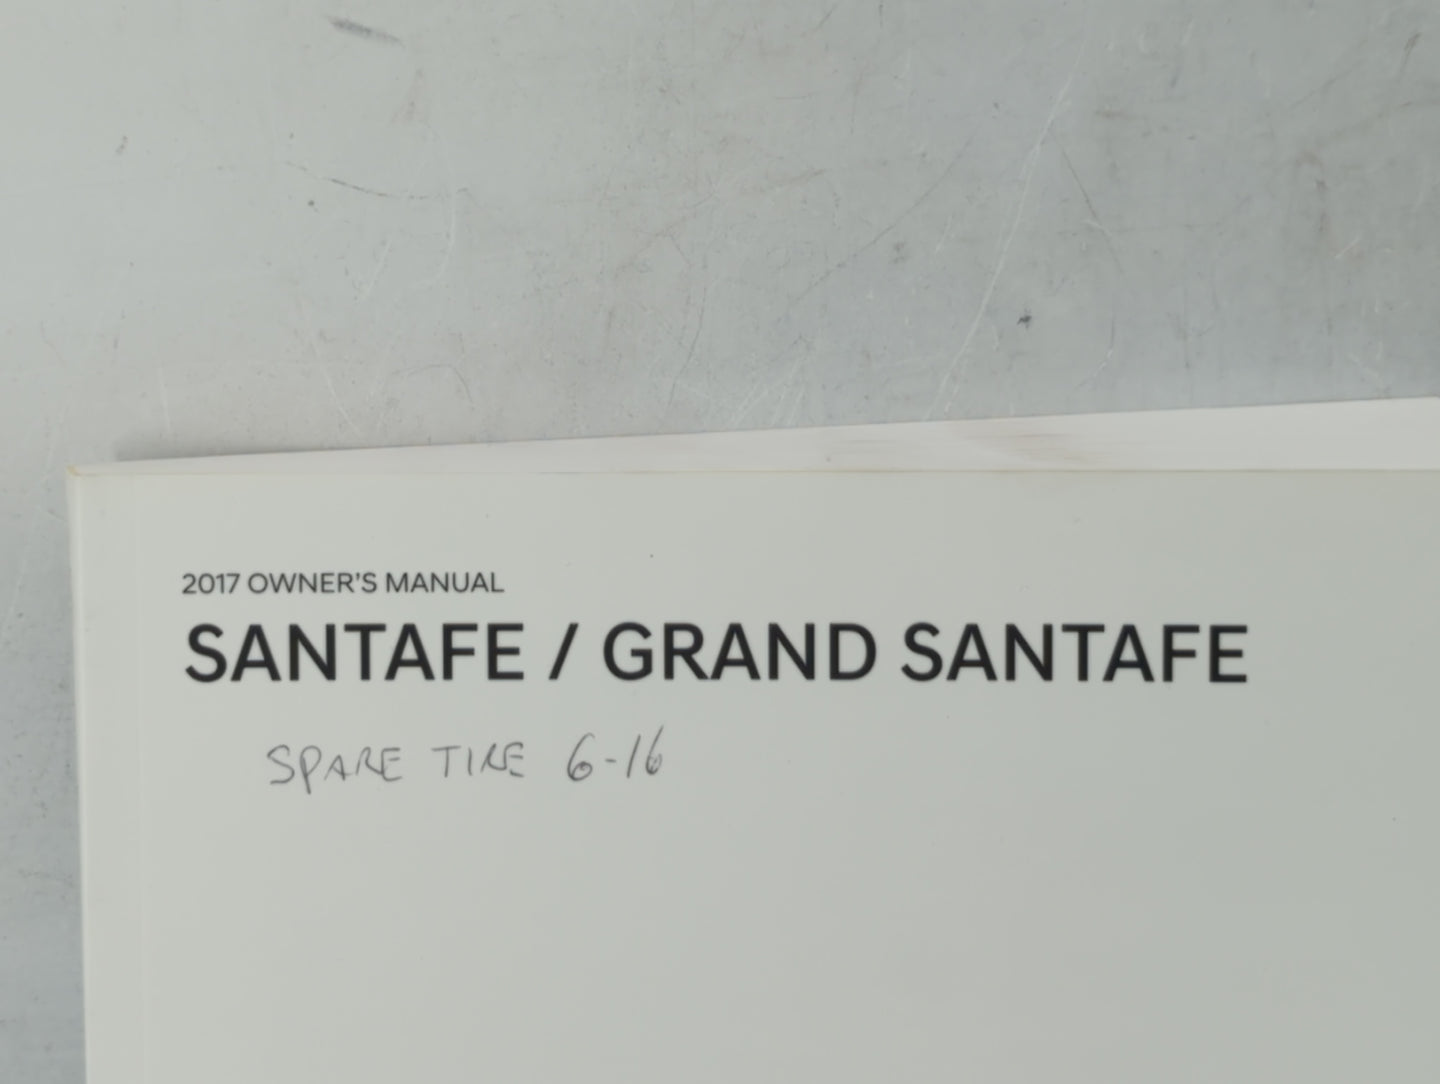 2017 OWNER'S MANUAL
SANTAFE / GRAND SANTAFE
SPARE TIRE 6-16